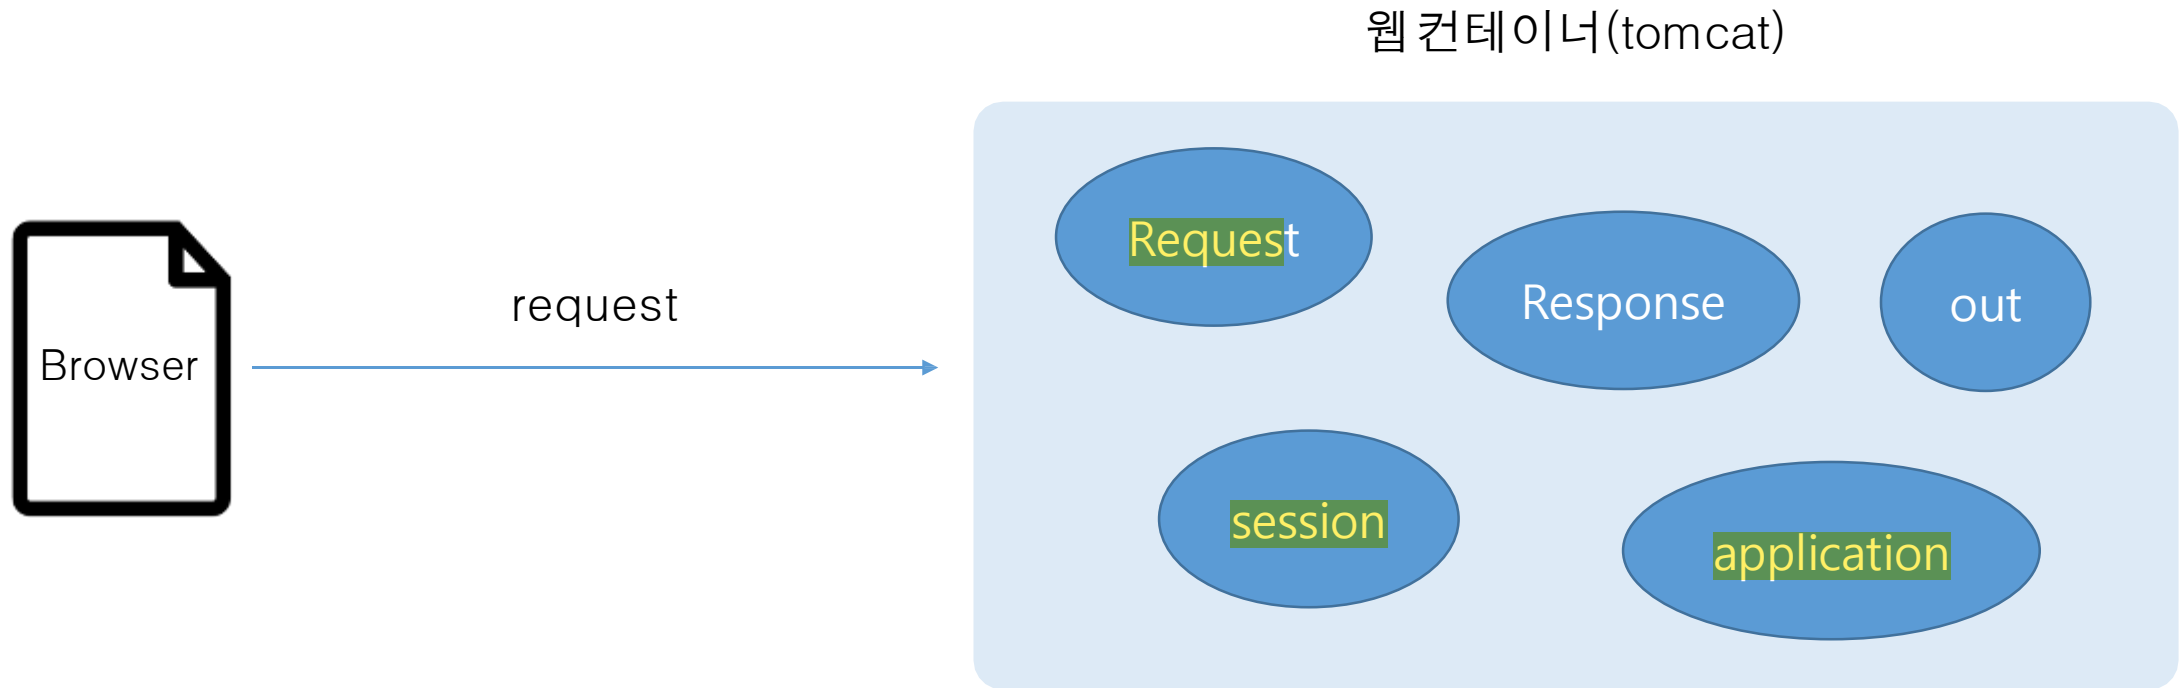 웹컨테이너(tomcat)
Request
Response
out
request
Browser
session
application